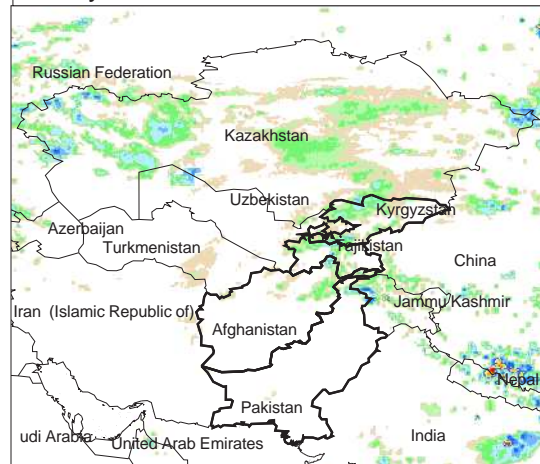 Russian Federation
Kazakhstan
Uzbekistan
Kyrgyzstan
Azerbaijan
Turkmenistan
Tajikistan
China
Iran (Islamic Republic of)
Jammu/Kashmir
Afghanistan
Nepal
Pakistan
udi Arabia
United Arab Emirates
India